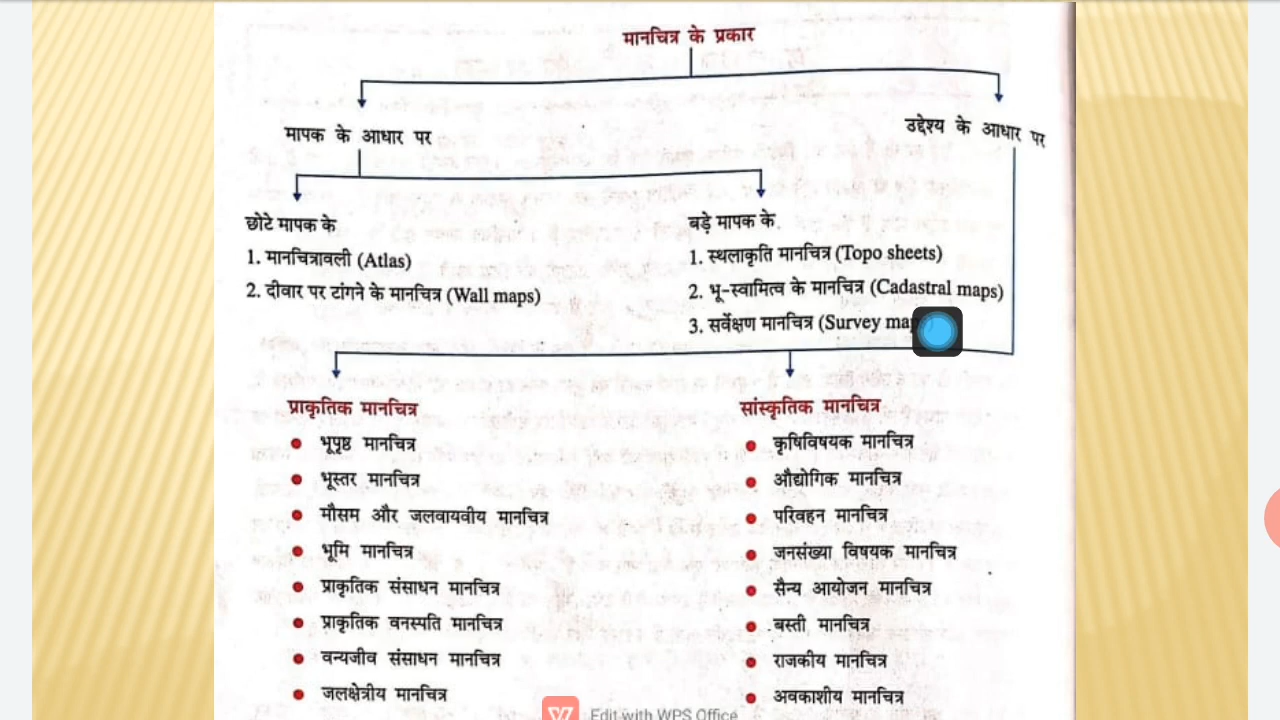 मानचित्र के प्रकार
मापक के आधार पर
उद्देश्य के आधार पर
छोटे मापक के
1. मानचित्रावली (Atlas)
2. दीवार पर टांगने के मानचित्र (Wall maps)
बड़े मापक के
1. स्थलाकृति मानचित्र (Topo sheets)
2. भू-स्वामित्व के मानचित्र (Cadastral maps)
3. सर्वेक्षण मानचित्र (Survey
प्राकृतिक मानचित्र
भूपृष्ठ मानचित्र
भूस्तर मानचित्र
मौसम और जलवायवीय मानचित्र
भूमि मानचित्र
प्राकृतिक संसाधन मानचित्र
प्राकृतिक वनस्पति मानचित्र
वन्यजीव संसाधन मानचित्र
जलक्षेत्रीय मानचित्र
सांस्कृतिक मानचित्र
कृषिविषयक मानचित्र
औद्योगिक मानचित्र
परिवहन मानचित्र
जनसंख्या विषयक मानचित्र
सैन्य आयोजन मानचित्र
बस्ती मानचित्र
राजकीय मानचित्र
अवकाशीय मानचित्र
Edit with WPS Office